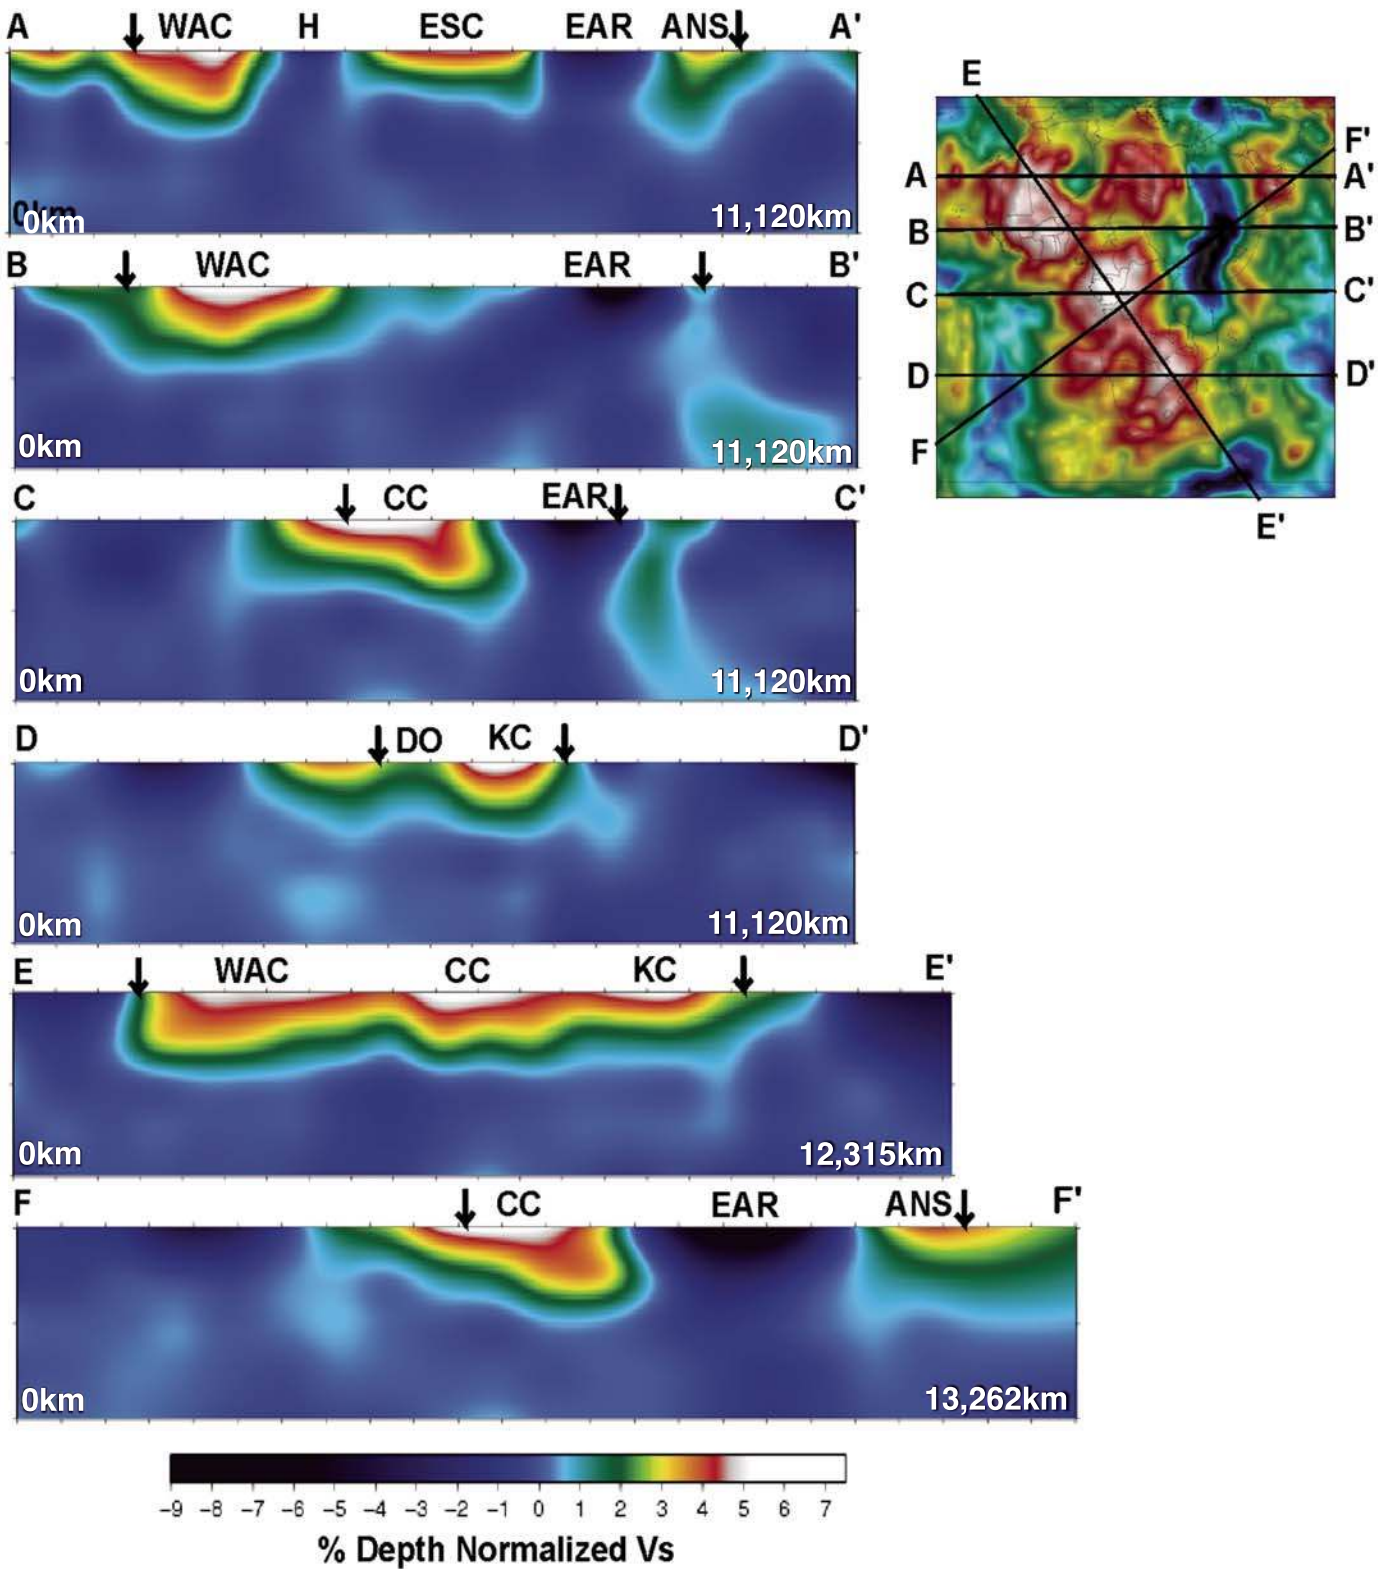 A WAC H ESC EAR ANS A'
0km
0km 11,120km
B WAC EAR B'
0km 11,120km
C CC EAR C'
0km 11,120km
D DO KC D'
0km 11,120km
E WAC CC KC E'
0km 12,315km
F CC EAR ANS F'
0km 13,262km
-9 -8 -7 -6 -5 -4 -3 -2 -1 0 1 2 3 4 5 6 7
% Depth Normalized Vs
E
F'
A A'
B B'
C C'
D D'
F
E'